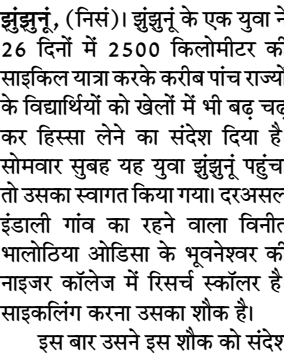 झुंझुनूं, (निसं)। झुंझुनूं के एक युवा ने
26 दिनों में 2500 किलोमीटर की
साइकिल यात्रा करके करीब पांच राज्यों
के विद्यार्थियों को खेलों में भी बढ़ चढ़
कर हिस्सा लेने का संदेश दिया है
सोमवार सुबह यह युवा झुंझुनूं पहुंच
तो उसका स्वागत किया गया। दरअसल
इंडाली गांव का रहने वाला विनीत
भालोठिया ओडिसा के भूवनेश्वर की
नाइजर कॉलेज में रिसर्च स्कॉलर है
साइकलिंग करना उसका शौक है।
इस बार उसने इस शौक को संदेश